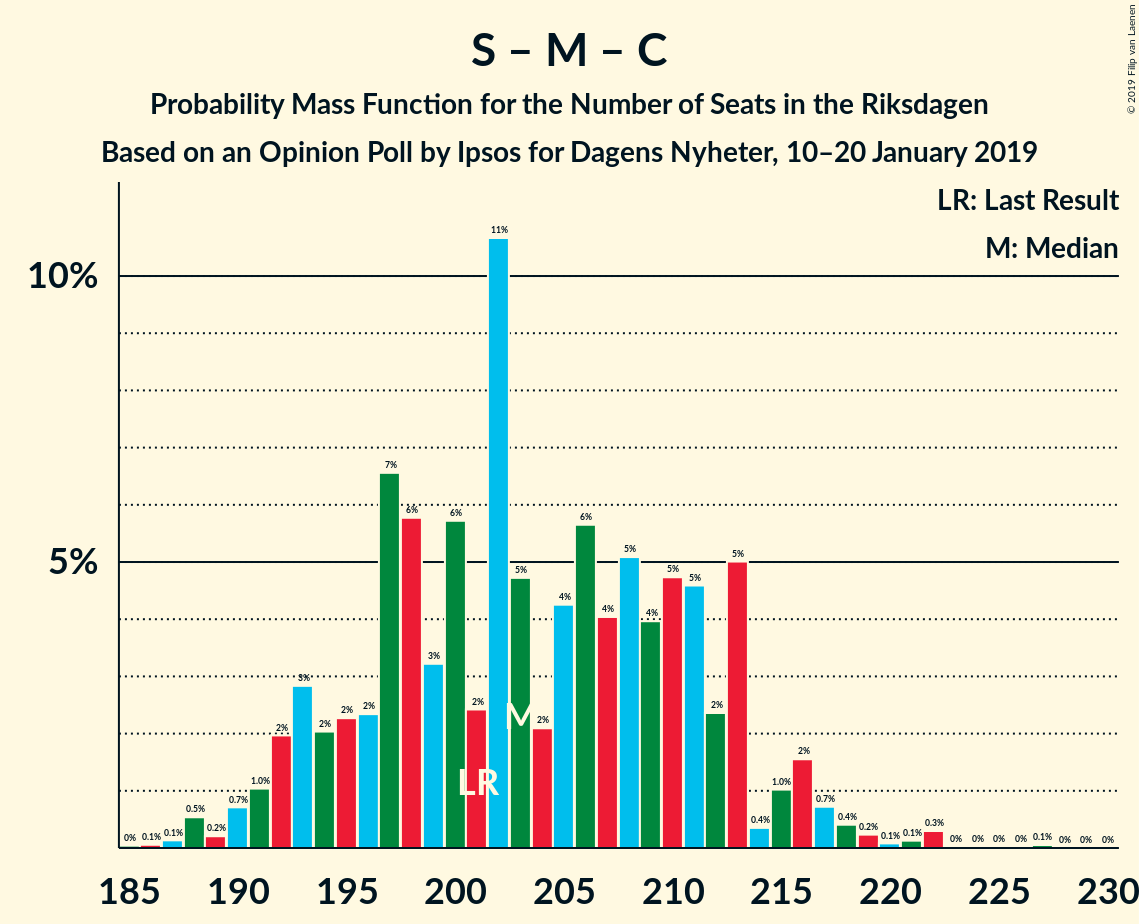 S – M – C
Probability Mass Function for the Number of Seats in the Riksdagen
Based on an Opinion Poll by Ipsos for Dagens Nyheter, 10–20 January 2019
© 2019 Filip van Laenen
LR: Last Result
M: Median
10%
5%
0% 0.1% 0.1% 0.5% 0.2% 0.7% 1.0% 2% 3% 2% 2% 2% 7% 6% 3% 6% 2% 11% 5% 2% 4% 6% 4% 5% 4% 5% 5% 2% 5% 0.4% 1.0% 2% 0.7% 0.4% 0.2% 0.1% 0.1% 0.3% 0% 0% 0% 0% 0.1% 0% 0% 0%
M
LR
185 190 195 200 205 210 215 220 225 230